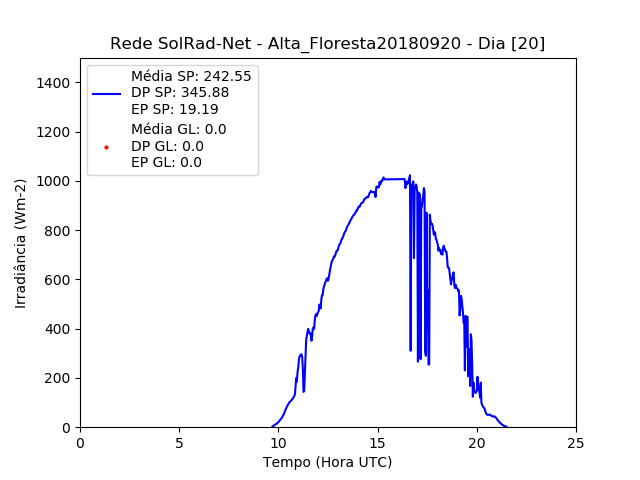 Rede SolRad-Net - Alta_Floresta20180920 - Dia [20]
Média SP: 242.55
DP SP: 345.88
EP SP: 19.19
Média GL: 0.0
DP GL: 0.0
EP GL: 0.0
1400
1200
1000
800
600
400
200
0
Irradiância (Wm-2)
0 5 10 15 20 25
Tempo (Hora UTC)